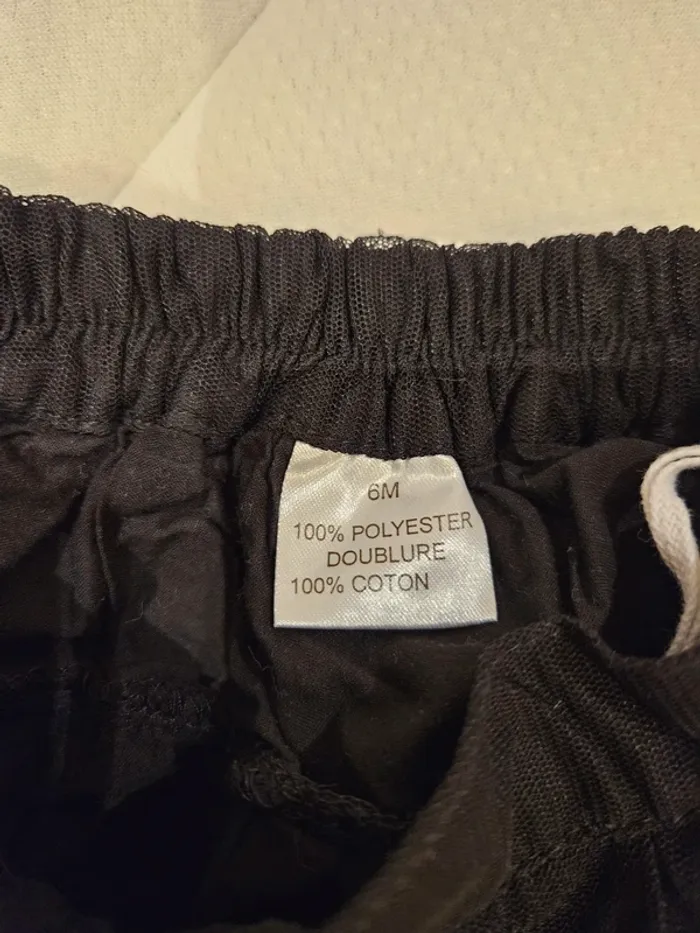 6M
100% POLYESTER
DOUBLURE
100% COTON